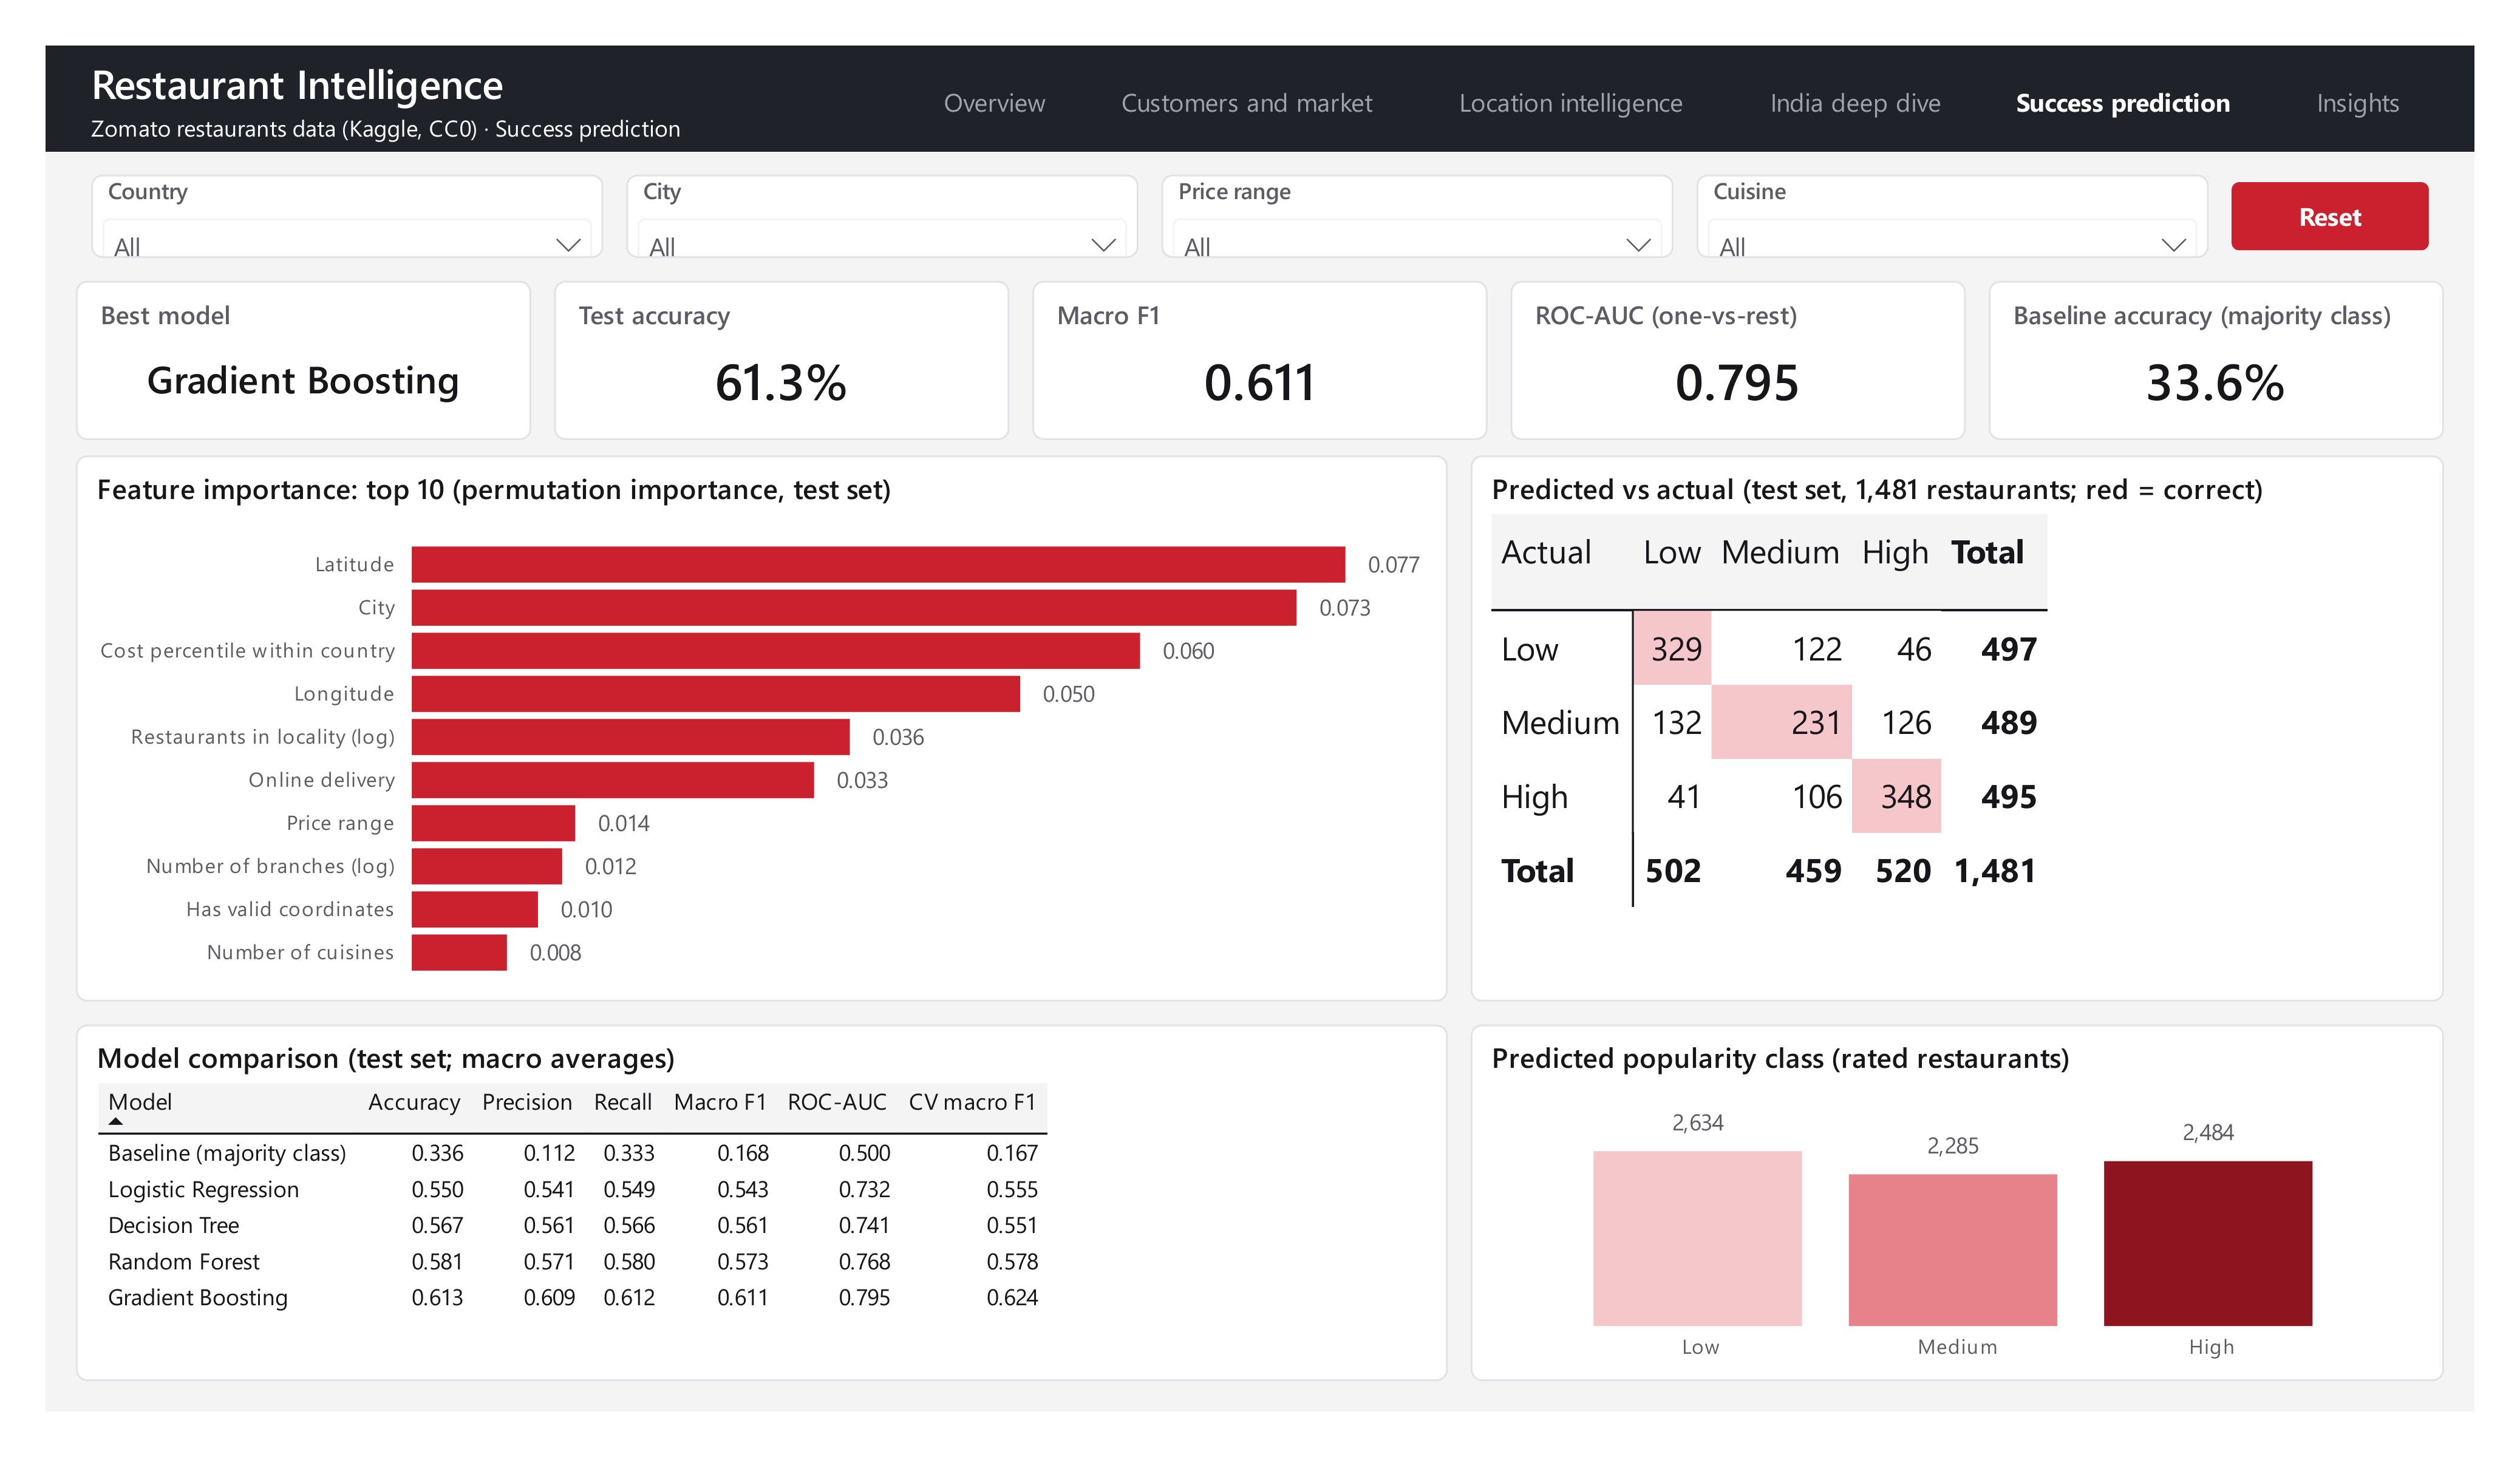 Restaurant Intelligence
Zomato restaurants data (Kaggle, CC0) · Success prediction
Overview Customers and market Location intelligence India deep dive Success prediction Insights
Country City Price range Cuisine
All All All All Reset
Best model Test accuracy Macro F1 ROC-AUC (one-vs-rest) Baseline accuracy (majority class)
Gradient Boosting 61.3% 0.611 0.795 33.6%
Feature importance: top 10 (permutation importance, test set)
Latitude 0.077
City 0.073
Cost percentile within country 0.060
Longitude 0.050
Restaurants in locality (log) 0.036
Online delivery 0.033
Price range 0.014
Number of branches (log) 0.012
Has valid coordinates 0.010
Number of cuisines 0.008
Predicted vs actual (test set, 1,481 restaurants; red = correct)
Actual Low Medium High Total
Low 329 122 46 497
Medium 132 231 126 489
High 41 106 348 495
Total 502 459 520 1,481
Model comparison (test set; macro averages)
Model Accuracy Precision Recall Macro F1 ROC-AUC CV macro F1
Baseline (majority class) 0.336 0.112 0.333 0.168 0.500 0.167
Logistic Regression 0.550 0.541 0.549 0.543 0.732 0.555
Decision Tree 0.567 0.561 0.566 0.561 0.741 0.551
Random Forest 0.581 0.571 0.580 0.573 0.768 0.578
Gradient Boosting 0.613 0.609 0.612 0.611 0.795 0.624
Predicted popularity class (rated restaurants)
2,634 2,285 2,484
Low Medium High